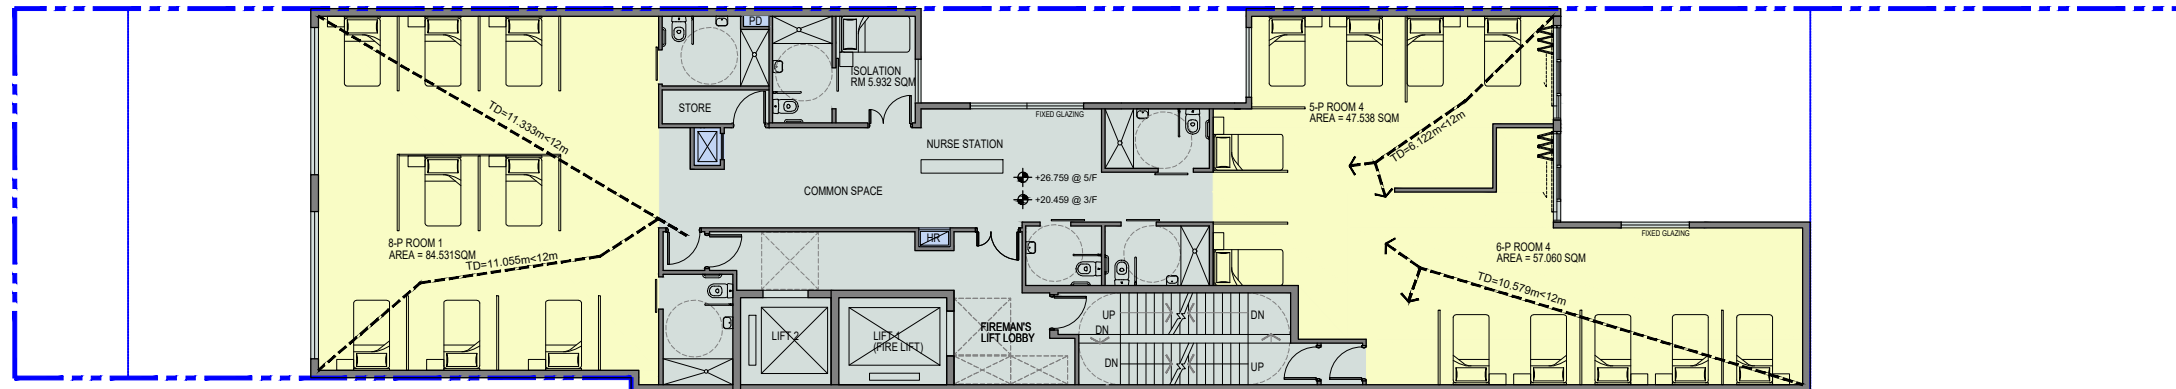 PD
ISOLATION
RM 5.932 SQM
STORE
TD=11.333m<12m
FIXED GLAZING
NURSE STATION
5-P ROOM 4
AREA = 47.538 SQM
TD=6.122m<12m
COMMON SPACE
+26.759 @ 5/F
+20.459 @ 3/F
HR
8-P ROOM 1
AREA = 84.531SQM
TD=11.055m<12m
FIXED GLAZING
6-P ROOM 4
AREA = 57.060 SQM
TD=10.579m<12m
LIFT 2
LIFT 1
(FIRE LIFT)
FIREMAN'S
LIFT LOBBY
UP
DN
DN
DN
UP